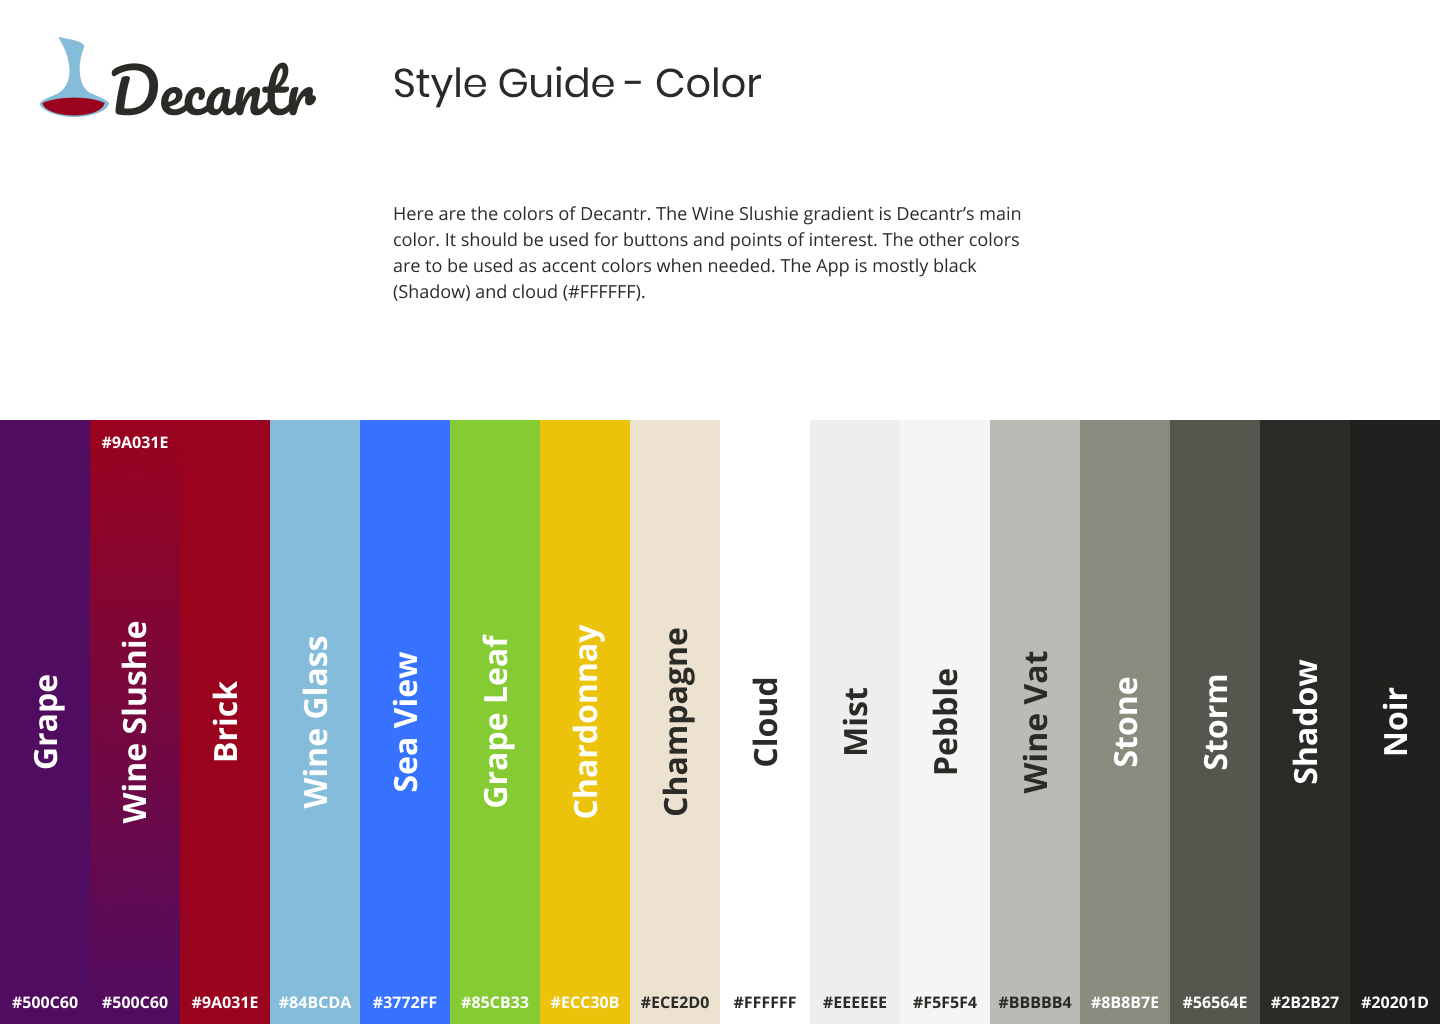 Decantr
Style Guide - Color
Here are the colors of Decantr. The Wine Slushie gradient is Decantr’s main
color. It should be used for buttons and points of interest. The other colors
are to be used as accent colors when needed. The App is mostly black
(Shadow) and cloud (#FFFFFF).
Grape
#500C60
#9A031E
Wine Slushie
#500C60
Brick
#9A031E
Wine Glass
#84BCDA
Sea View
#3772FF
Grape Leaf
#85CB33
Chardonnay
#ECC30B
Champagne
#ECE2D0
Cloud
#FFFFFF
Mist
#EEEEEE
Pebble
#F5F5F4
Wine Vat
#BBBBB4
Stone
#8B8B7E
Storm
#56564E
Shadow
#2B2B27
Noir
#20201D